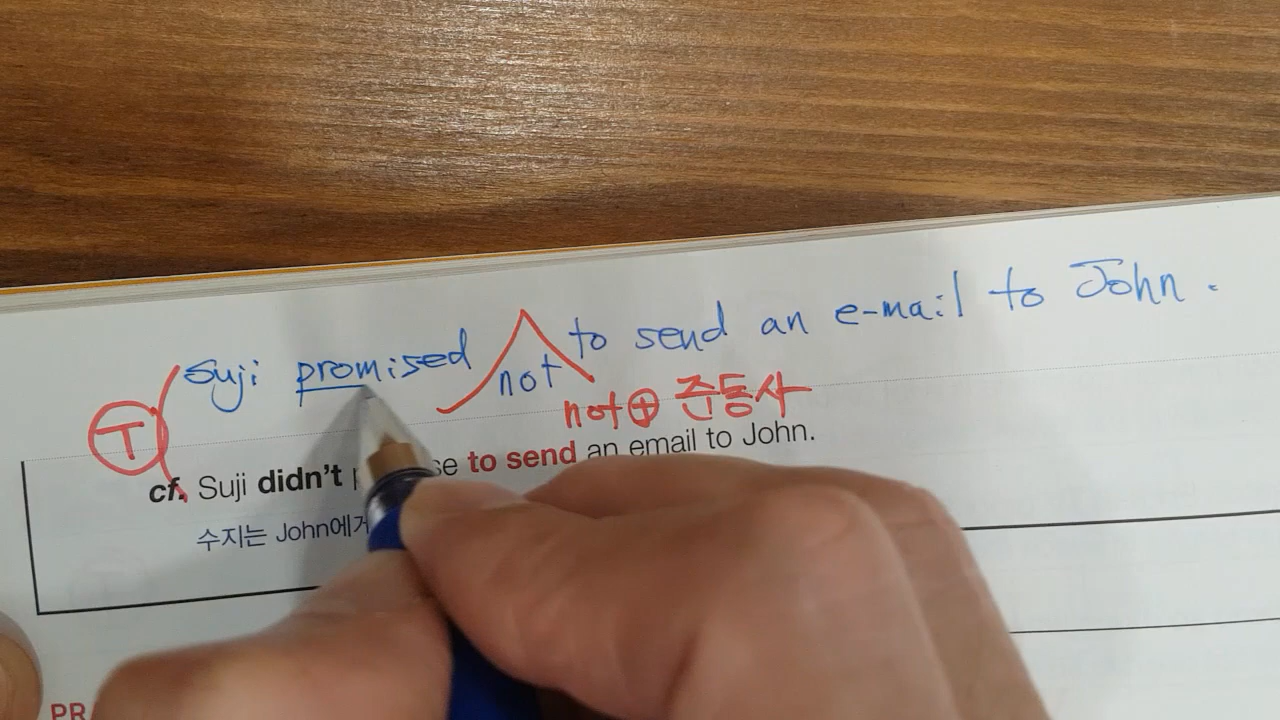 Suji promised not to send an e-mail to John.
not⊕준동사
T
cf. Suji didn't to send an email to John.
수지는 John에게
PR